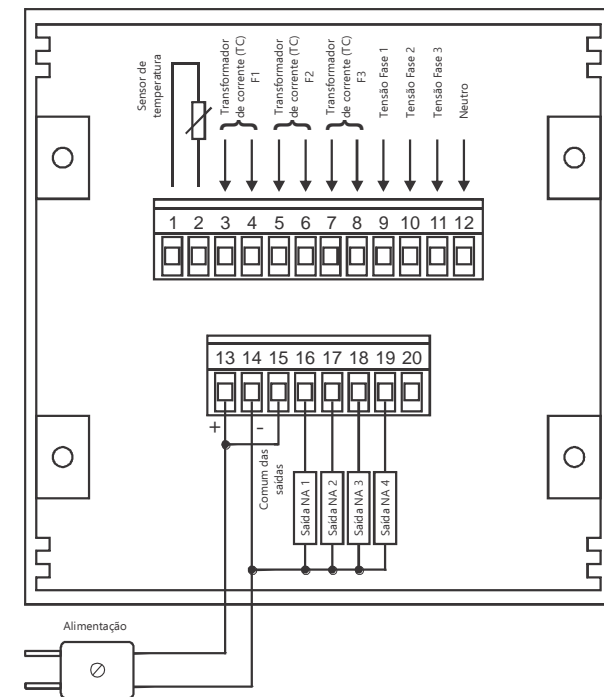 Sensor de
temperatura
Transformador
de corrente (TC)
F1
Transformador
de corrente (TC)
F2
Transformador
de corrente (TC)
F3
Tensão Fase 1
Tensão Fase 2
Tensão Fase 3
Neutro
1 2 3 4 5 6 7 8 9 10 11 12
13 14 15 16 17 18 19 20
+ -
Comum das
saídas
Saída NA 1
Saída NA 2
Saída NA 3
Saída NA 4
Alimentação